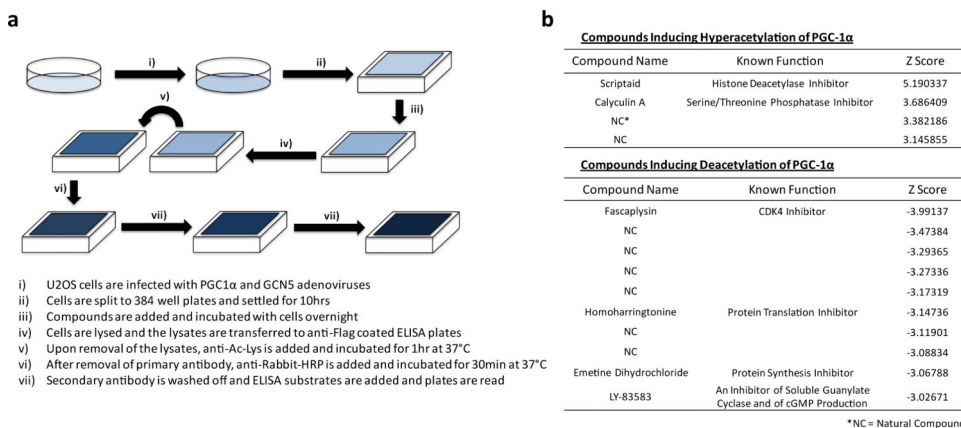 a
i)
ii)
iii)
iv)
v)
vi)
vii)
vii)
i) U2OS cells are infected with PGC1α and GCN5 adenoviruses
ii) Cells are split to 384 well plates and settled for 10hrs
iii) Compounds are added and incubated with cells overnight
iv) Cells are lysed and the lysates are transferred to anti-Flag coated ELISA plates
v) Upon removal of the lysates, anti-Ac-Lys is added and incubated for 1hr at 37°C
vi) After removal of primary antibody, anti-Rabbit-HRP is added and incubated for 30min at 37°C
vii) Secondary antibody is washed off and ELISA substrates are added and plates are read
b
Compounds Inducing Hyperacetylation of PGC-1α
Compound Name Known Function Z Score
Scriptaid Histone Deacetylase Inhibitor 5.190337
Calyculin A Serine/Threonine Phosphatase Inhibitor 3.686409
NC* 3.382186
NC 3.145855
Compounds Inducing Deacetylation of PGC-1α
Compound Name Known Function Z Score
Fascaplysin CDK4 Inhibitor -3.99137
NC -3.47384
NC -3.29365
NC -3.27336
NC -3.17319
Homoharringtonine Protein Translation Inhibitor -3.14736
NC -3.11901
NC -3.08834
Emetine Dihydrochloride Protein Synthesis Inhibitor -3.06788
LY-83583 An Inhibitor of Soluble Guanylate Cyclase and of cGMP Production -3.02671
*NC = Natural Compound